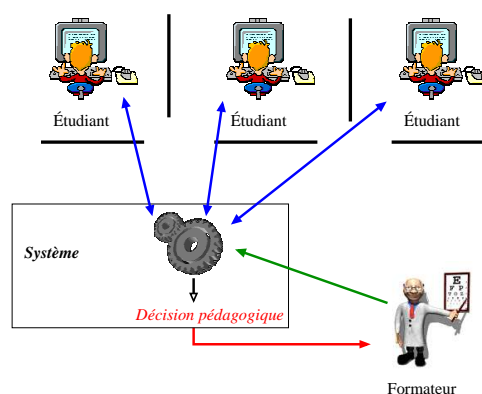 Étudiant
Étudiant
Étudiant
Système
Décision pédagogique
E
F P
Formateur